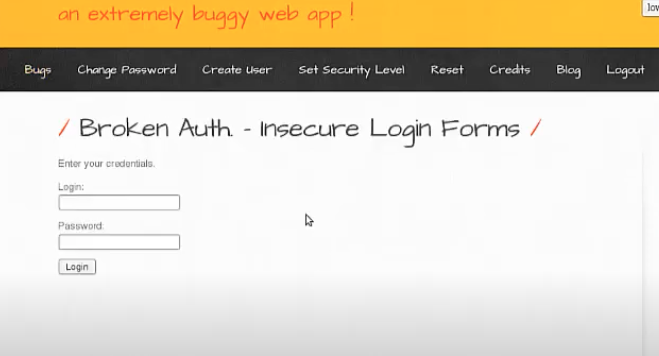 an extremely buggy web app !
Bugs Change Password Create User Set Security Level Reset Credits Blog Logout
/ Broken Auth. - Insecure Login Forms /
Enter your credentials.
Login:
Password:
Login